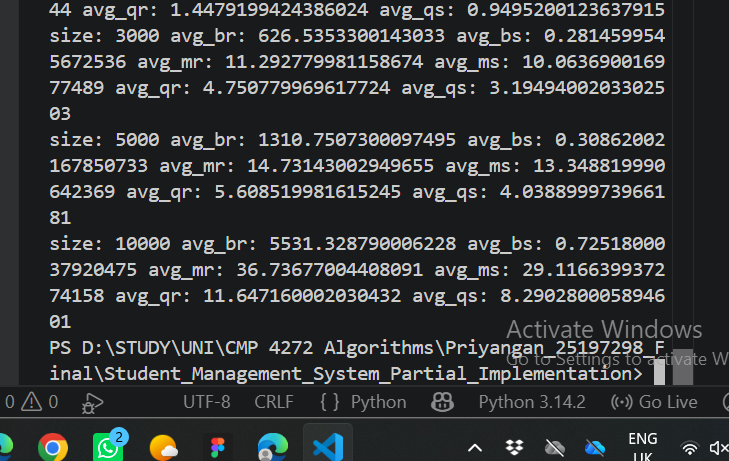 44 avg_qr: 1.4479199424386024 avg_qs: 0.9495200123637915
size: 3000 avg_br: 626.5353300143033 avg_bs: 0.281459954
5672536 avg_mr: 11.292779981158674 avg_ms: 10.0636900169
77489 avg_qr: 4.750779969617724 avg_qs: 3.19494002033025
03
size: 5000 avg_br: 1310.7507300097495 avg_bs: 0.30862002
167850733 avg_mr: 14.73143002949655 avg_ms: 13.348819990
642369 avg_qr: 5.608519981615245 avg_qs: 4.0388999739661
81
size: 10000 avg_br: 5531.328790006228 avg_bs: 0.72518000
37920475 avg_mr: 36.73677004408091 avg_ms: 29.1166399372
74158 avg_qr: 11.647160002030432 avg_qs: 8.2902800058946
01
Activate Windows
PS D:\STUDY\UNI\CMP 4272 Algorithms\Priyangan_25197298_F
Go to Settings to activate W
inal\Student_Management_System_Partial_Implementation>
0 0 UTF-8 CRLF { } Python Python 3.14.2 Go Live
2 ENG
UK